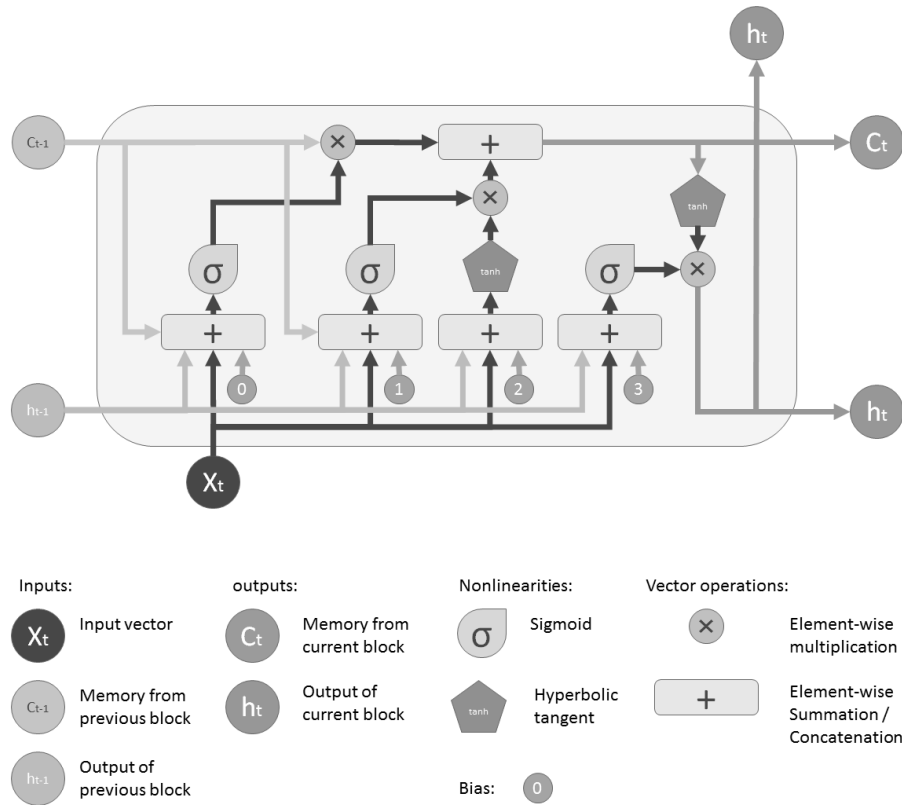 ht
Ct-1 × + Ct
× tanh
σ σ tanh σ ×
+ + + +
0 1 2 3
ht-1 ht
Xt
Inputs: outputs: Nonlinearities: Vector operations:
Xt Input vector
Ct Memory from
current block
σ Sigmoid
× Element-wise
multiplication
Ct-1 Memory from
previous block
ht Output of
current block
tanh Hyperbolic
tangent
+ Element-wise
Summation /
Concatenation
ht-1 Output of
previous block
Bias: 0